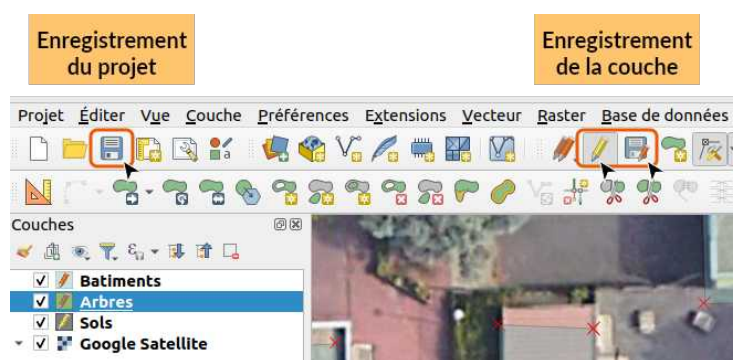 Enregistrement
du projet
Enregistrement
de la couche
Projet Éditer Vue Couche Préférences Extensions Vecteur Raster Base de données
Couches
Batiments
Arbres
Sols
Google Satellite